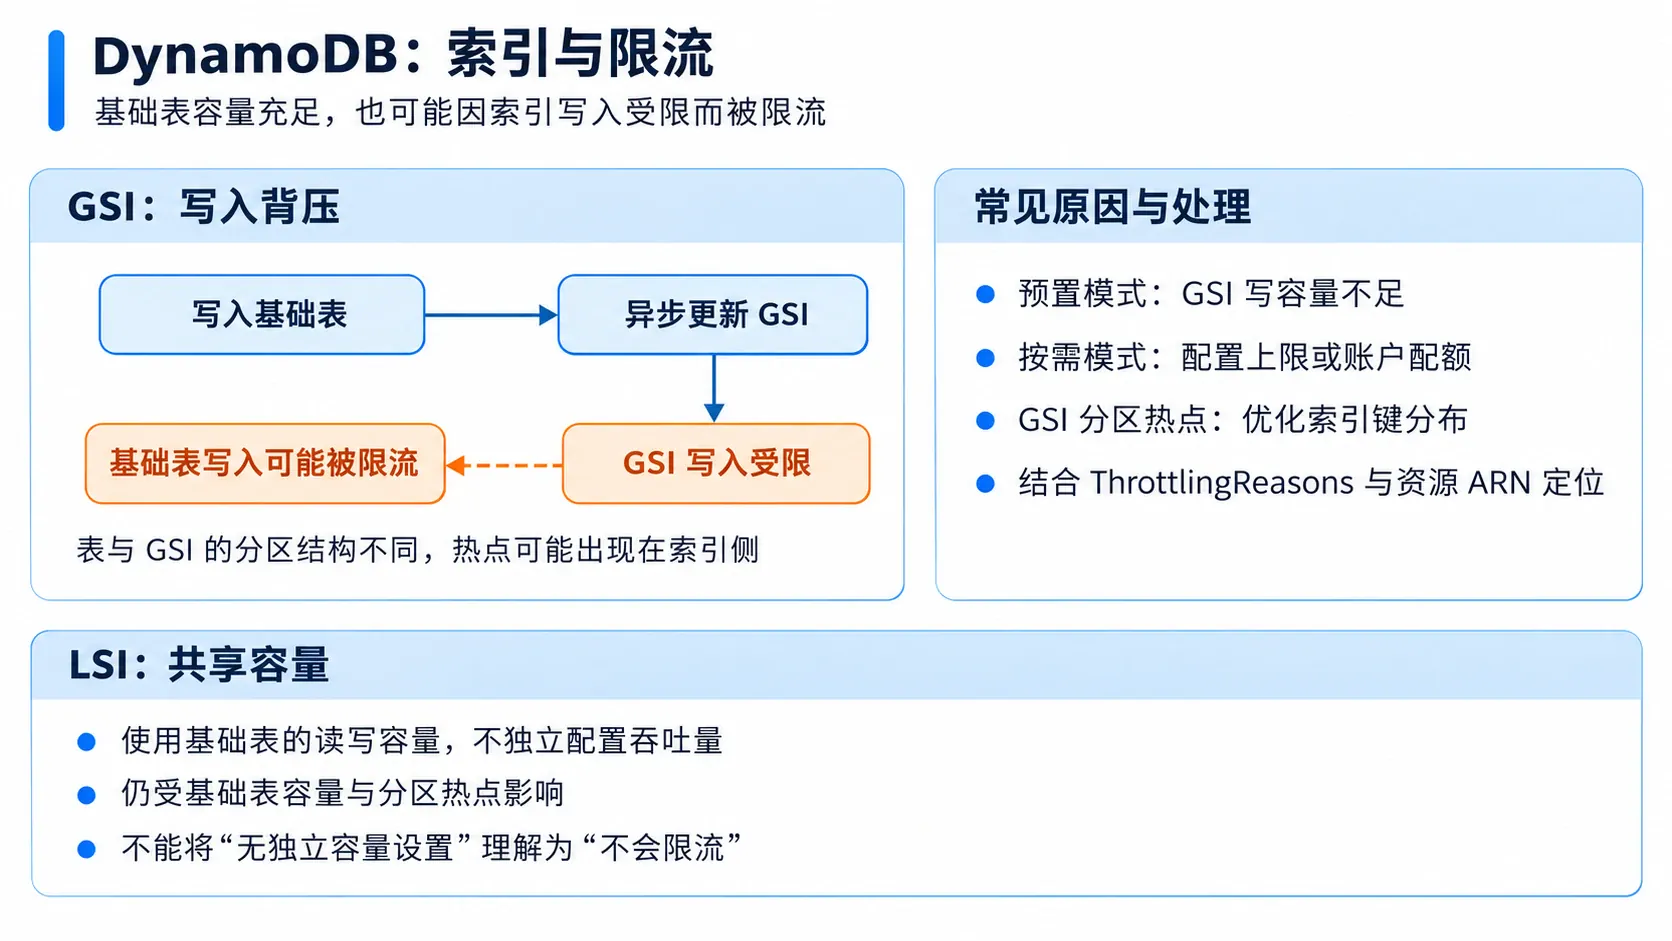 DynamoDB：索引与限流
基础表容量充足，也可能因索引写入受限而被限流
GSI：写入背压
写入基础表
异步更新 GSI
基础表写入可能被限流
GSI 写入受限
表与 GSI 的分区结构不同，热点可能出现在索引侧
常见原因与处理
预置模式：GSI 写容量不足
按需模式：配置上限或账户配额
GSI 分区热点：优化索引键分布
结合 ThrottlingReasons 与资源 ARN 定位
LSI：共享容量
使用基础表的读写容量，不独立配置吞吐量
仍受基础表容量与分区热点影响
不能将“无独立容量设置”理解为“不会限流”